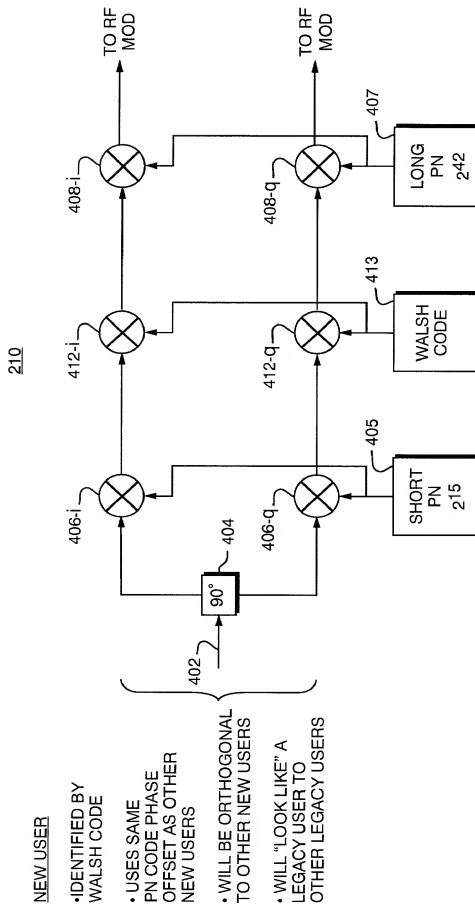 210
NEW USER
•IDENTIFIED BY
WALSH CODE
• USES SAME
PN CODE PHASE
OFFSET AS OTHER
NEW USERS
• WILL BE ORTHOGONAL
TO OTHER NEW USERS
• WILL “LOOK LIKE” A
LEGACY USER TO
OTHER LEGACY USERS
402
90°
404
406-i
412-i
408-i
TO RF
MOD
406-q
412-q
408-q
TO RF
MOD
405
SHORT
PN
2¹⁵
413
WALSH
CODE
407
LONG
PN
2⁴²